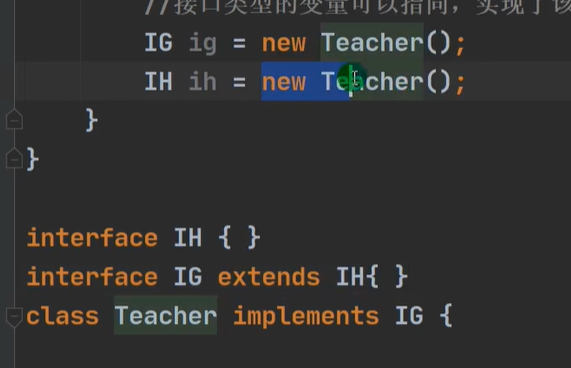 //接口类型的变量可以指向，实现了该
IG ig = new Teacher();
IH ih = new Teacher();
}
}
interface IH { }
interface IG extends IH{ }
class Teacher implements IG {